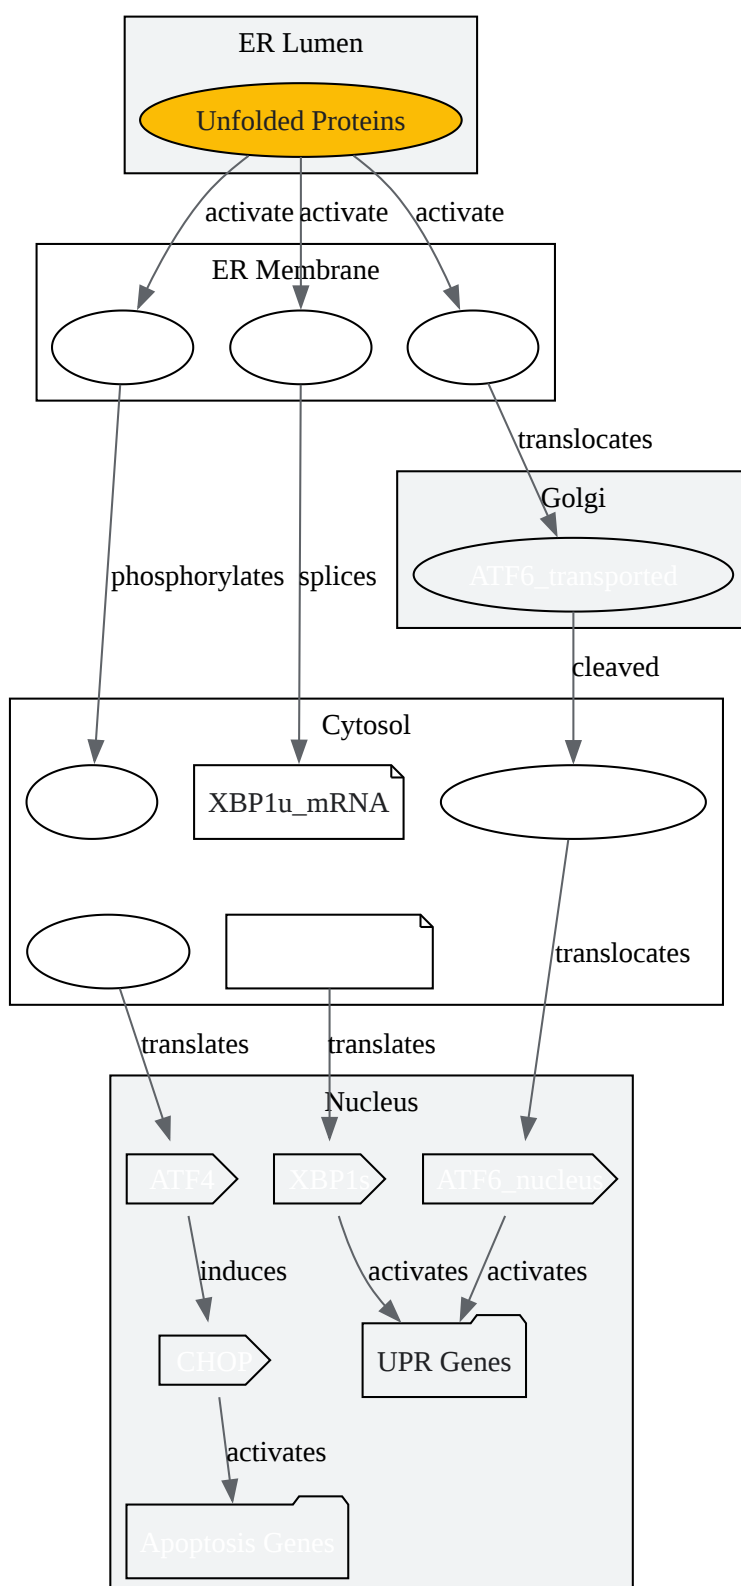 ER Lumen
Unfolded Proteins
activate
activate
activate
ER Membrane
translocates
Golgi
ATF6_transported
phosphorylates
splices
cleaved
Cytosol
XBP1u_mRNA
translocates
translates
translates
Nucleus
ATF4
XBP1s
ATF6_nucleus
induces
activates
activates
CHOP
UPR Genes
activates
Apoptosis Genes